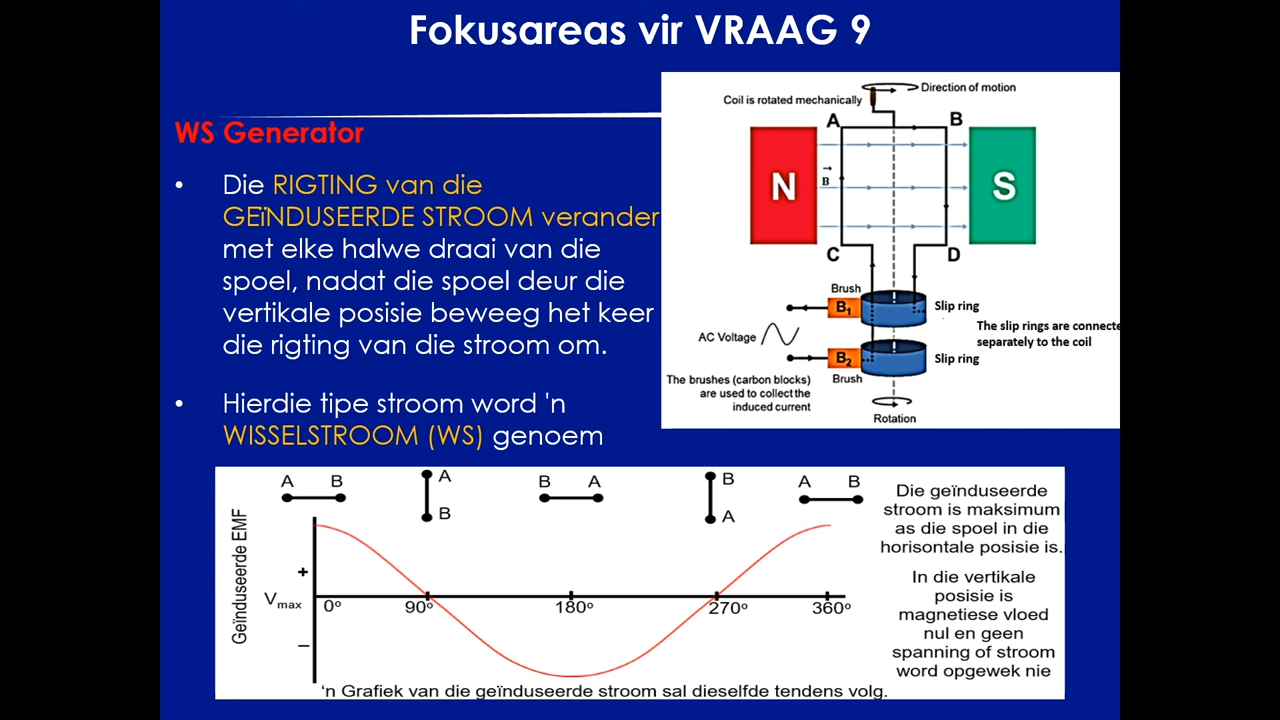 Fokusareas vir VRAAG 9
WS Generator
• Die RIGTING van die
GEïNDUSEERDE STROOM verander
met elke halwe draai van die
spoel, nadat die spoel deur die
vertikale posisie beweeg het keer
die rigting van die stroom om.
• Hierdie tipe stroom word 'n
WISSELSTROOM (WS) genoem
Direction of motion
Coil is rotated mechanically
A
B
N
B
S
C
D
Brush
B1
Slip ring
The slip rings are connecte
separately to the coil
AC Voltage
B2
Slip ring
Brush
The brushes (carbon blocks)
are used to collect the
induced current
Rotation
A B
A
B
B A
B
A
A B
Geïnduseerde EMF
+
Vmax
–
0º
90º
180º
270º
360º
Die geïnduseerde
stroom is maksimum
as die spoel in die
horisontale posisie is.
In die vertikale
posisie is
magnetiese vloed
nul en geen
spanning of stroom
word opgewek nie
‘n Grafiek van die geïnduseerde stroom sal dieselfde tendens volg.